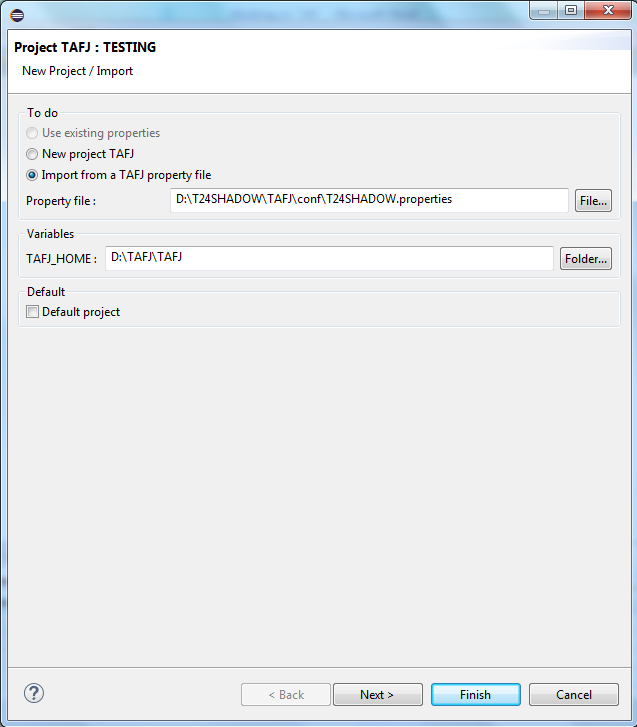 Project TAFJ : TESTING
New Project / Import
To do
Use existing properties
New project TAFJ
Import from a TAFJ property file
Property file : D:\T24SHADOW\TAFJ\conf\T24SHADOW.properties File...
Variables
TAFJ_HOME : D:\TAFJ\TAFJ Folder...
Default
Default project
? < Back Next > Finish Cancel